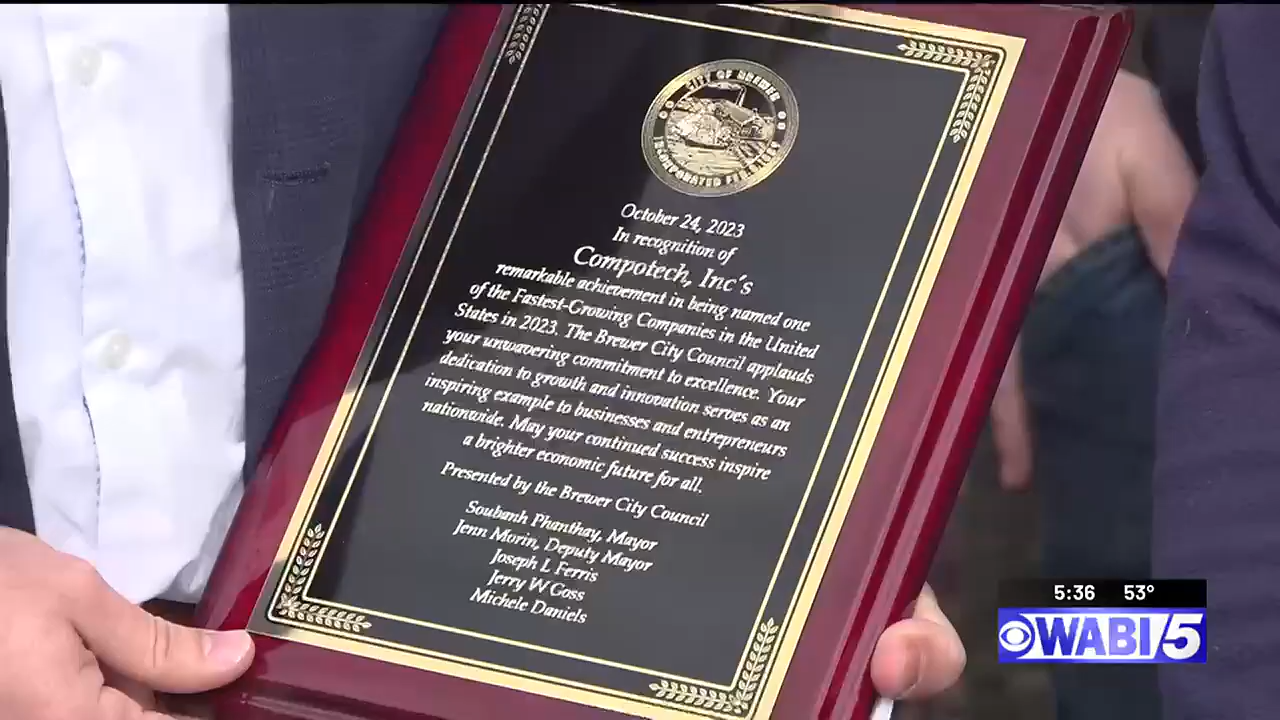 CITY OF BREWER
October 24, 2023
In recognition of
Compotech, Inc's
remarkable achievement in being named one
of the Fastest-Growing Companies in the United
States in 2023. The Brewer City Council applauds
your unwavering commitment to excellence. Your
dedication to growth and innovation serves as an
inspiring example to businesses and entrepreneurs
nationwide. May your continued success inspire
a brighter economic future for all.
Presented by the Brewer City Council
Soubanh Phanthay, Mayor
Jenn Morin, Deputy Mayor
Joseph L Ferris
Jerry W Goss
Michele Daniels
5:36 53°
WABI 5